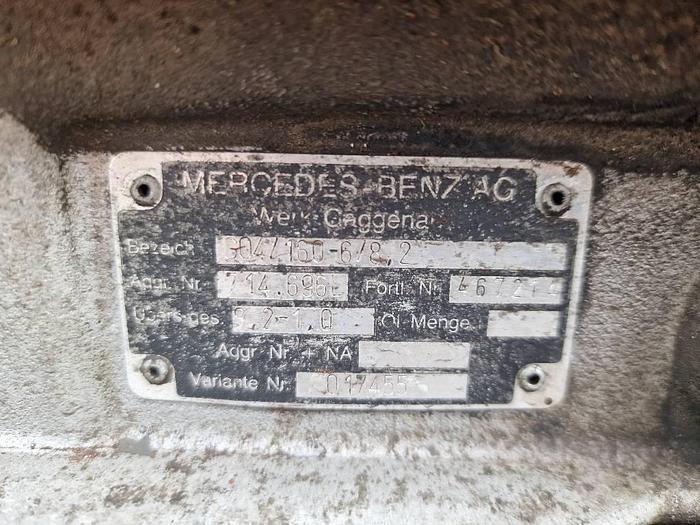 MERCEDES-BENZ AG
Werk Gaggenau
Bezeich. GO4/160-6/8,2
Aggr. Nr. 714.696 Fortl. Nr.
Übers. ges. 8,2-1,0 Öl-Menge
Aggr Nr + NA
Variante Nr.